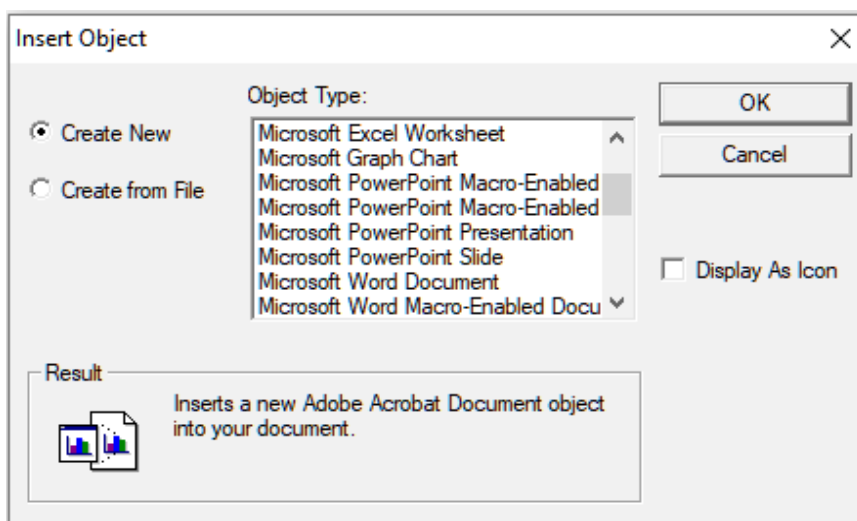 Insert Object
Object Type:
Create New
Create from File
Microsoft Excel Worksheet
Microsoft Graph Chart
Microsoft PowerPoint Macro-Enabled
Microsoft PowerPoint Macro-Enabled
Microsoft PowerPoint Presentation
Microsoft PowerPoint Slide
Microsoft Word Document
Microsoft Word Macro-Enabled Docu
OK
Cancel
Display As Icon
Result
Inserts a new Adobe Acrobat Document object
into your document.